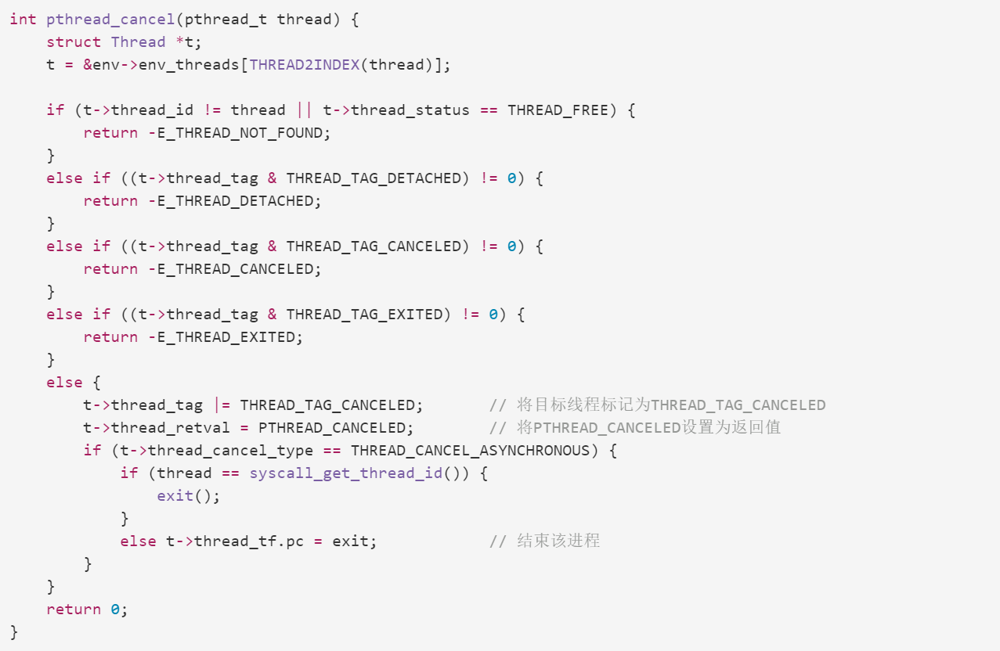 int pthread_cancel(pthread_t thread) {
    struct Thread *t;
    t = &env->env_threads[THREAD2INDEX(thread)];

    if (t->thread_id != thread || t->thread_status == THREAD_FREE) {
        return -E_THREAD_NOT_FOUND;
    }
    else if ((t->thread_tag & THREAD_TAG_DETACHED) != 0) {
        return -E_THREAD_DETACHED;
    }
    else if ((t->thread_tag & THREAD_TAG_CANCELED) != 0) {
        return -E_THREAD_CANCELED;
    }
    else if ((t->thread_tag & THREAD_TAG_EXITED) != 0) {
        return -E_THREAD_EXITED;
    }
    else {
        t->thread_tag |= THREAD_TAG_CANCELED;       // 将目标线程标记为THREAD_TAG_CANCELED
        t->thread_retval = PTHREAD_CANCELED;        // 将PTHREAD_CANCELED设置为返回值
        if (t->thread_cancel_type == THREAD_CANCEL_ASYNCHRONOUS) {
            if (thread == syscall_get_thread_id()) {
                exit();
            }
            else t->thread_tf.pc = exit;            // 结束该进程
        }
    }
    return 0;
}